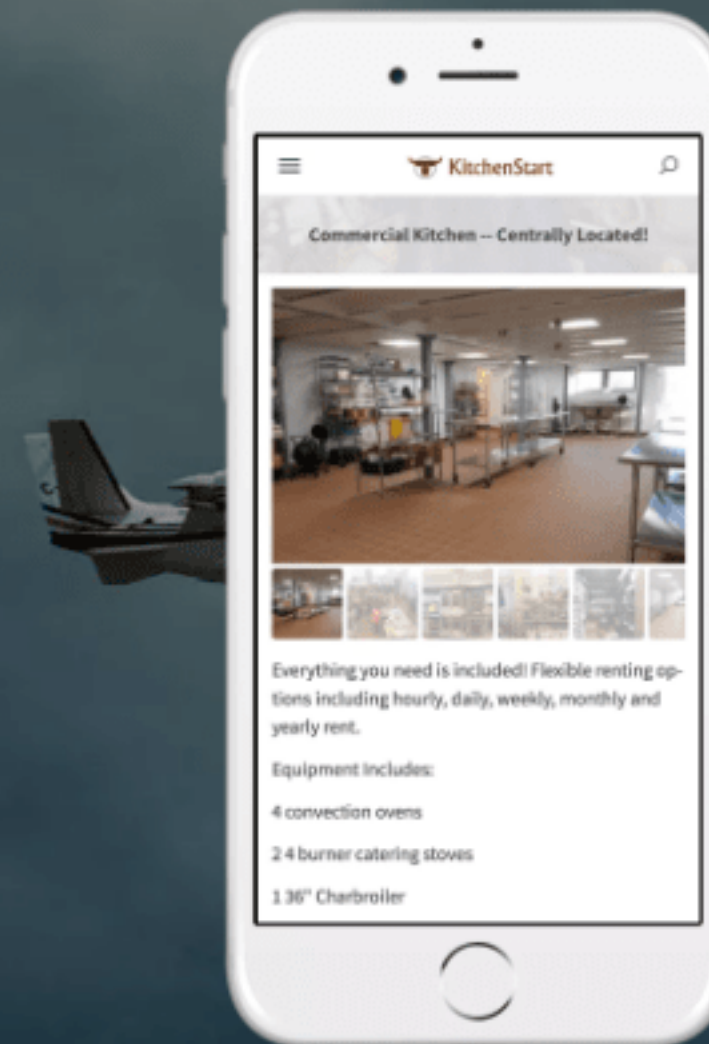 KitchenStart
Commercial Kitchen -- Centrally Located!
Everything you need is included! Flexible renting op-
tions including hourly, daily, weekly, monthly and
yearly rent.
Equipment Includes:
4 convection ovens
2 4 burner catering stoves
1 36" Charbroiler